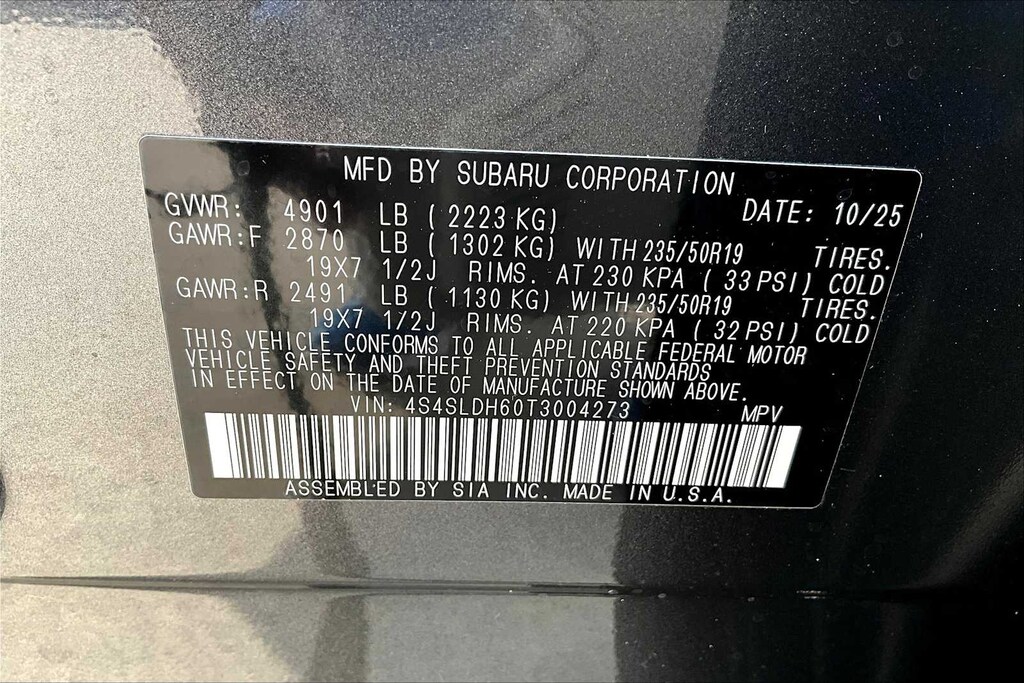 MFD BY SUBARU CORPORATION
GVWR: 4901 LB ( 2223 KG) DATE: 10/25
GAWR:F 2870 LB ( 1302 KG) WITH 235/50R19 TIRES.
19X7 1/2J RIMS. AT 230 KPA ( 33 PSI) COLD
GAWR:R 2491 LB ( 1130 KG) WITH 235/50R19 TIRES.
19X7 1/2J RIMS. AT 220 KPA ( 32 PSI) COLD
THIS VEHICLE CONFORMS TO ALL APPLICABLE FEDERAL MOTOR
VEHICLE SAFETY AND THEFT PREVENTION STANDARDS
IN EFFECT ON THE DATE OF MANUFACTURE SHOWN ABOVE.
VIN: 4S4SLDH60T3004273 MPV
ASSEMBLED BY SIA INC. MADE IN U.S.A.